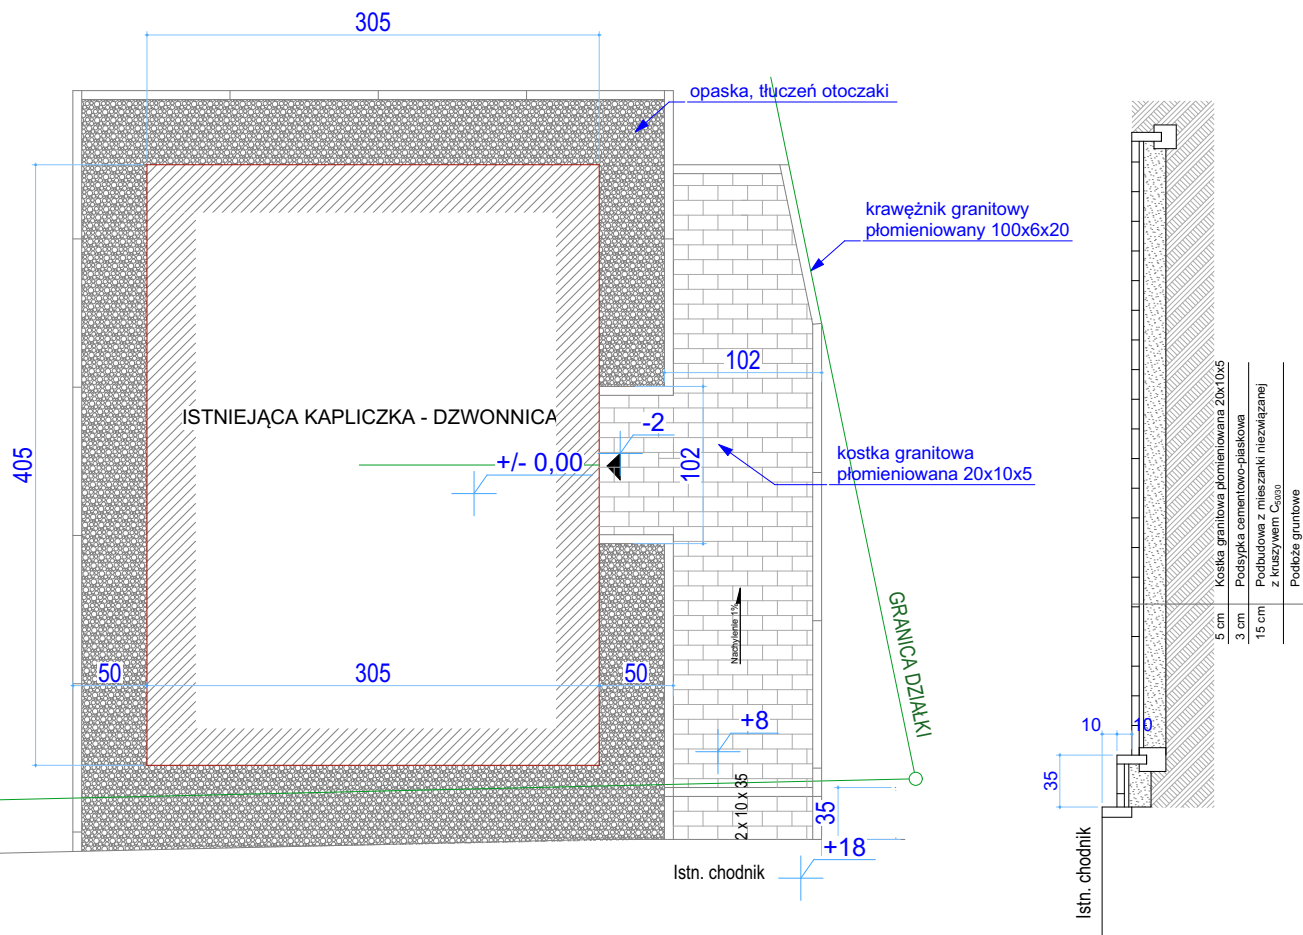 305
opaska, tłuczeń otoczaki
krawężnik granitowy
płomieniowany 100x6x20
102
405
ISTNIEJĄCA KAPLICZKA - DZWONNICA
-2
+/- 0,00
102
kostka granitowa
płomieniowana 20x10x5
Nachylenie 1%
GRANICA DZIAŁKI
50
305
50
+8
2 x 10 x 35
35
+18
Istn. chodnik
5 cm Kostka granitowa płomieniowana 20x10x5
3 cm Podsypka cementowo-piaskowa
15 cm Podbudowa z mieszanki niezwiązanej
z kruszywem C50/30
Podłoże gruntowe
10
10
35
Istn. chodnik